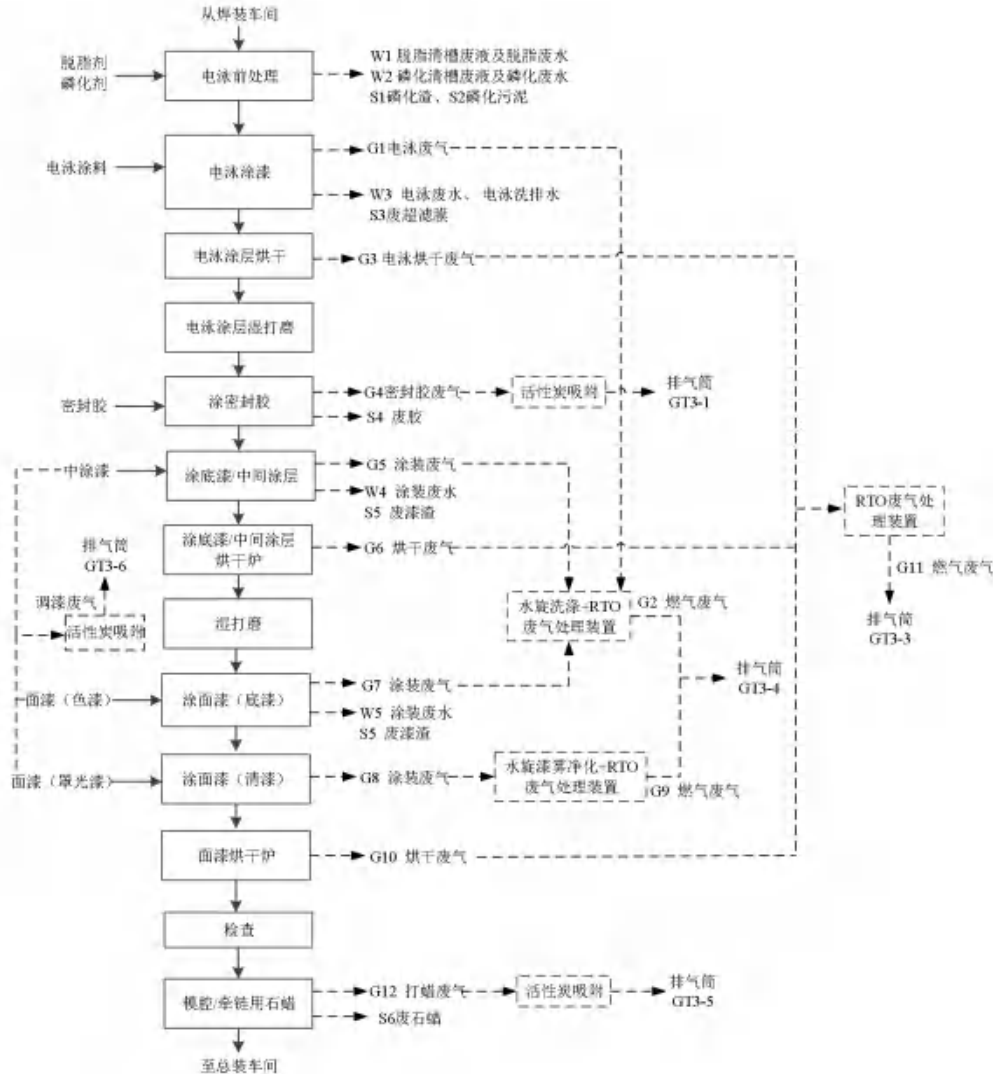 从焊装车间
脱脂剂
磷化剂
电泳前处理
W1 脱脂清槽废液及脱脂废水
W2 磷化清槽废液及磷化废水
S1磷化渣、S2磷化污泥
电泳涂料
电泳涂漆
G1电泳废气
W3 电泳废水、电泳洗排水
S3废超滤膜
电泳涂层烘干
G3 电泳烘干废气
电泳涂层湿打磨
密封胶
涂密封胶
G4密封胶废气
活性炭吸附
排气筒
GT3-1
S4 废胶
中涂漆
涂底漆/中间涂层
G5 涂装废气
W4 涂装废水
S5 废漆渣
RTO废气处
理装置
G11 燃气废气
排气筒
GT3-3
涂底漆/中间涂层
烘干炉
G6 烘干废气
排气筒
GT3-6
调漆废气
活性炭吸附
湿打磨
水旋洗涤+RTO
废气处理装置
G2 燃气废气
排气筒
GT3-4
面漆（色漆）
涂面漆（底漆）
G7 涂装废气
W5 涂装废水
S5 废漆渣
面漆（罩光漆）
涂面漆（清漆）
G8 涂装废气
水旋漆雾净化+RTO
废气处理装置
G9 燃气废气
面漆烘干炉
G10 烘干废气
检查
模腔/牵链用石蜡
G12 打蜡废气
活性炭吸附
排气筒
GT3-5
S6废石蜡
至总装车间